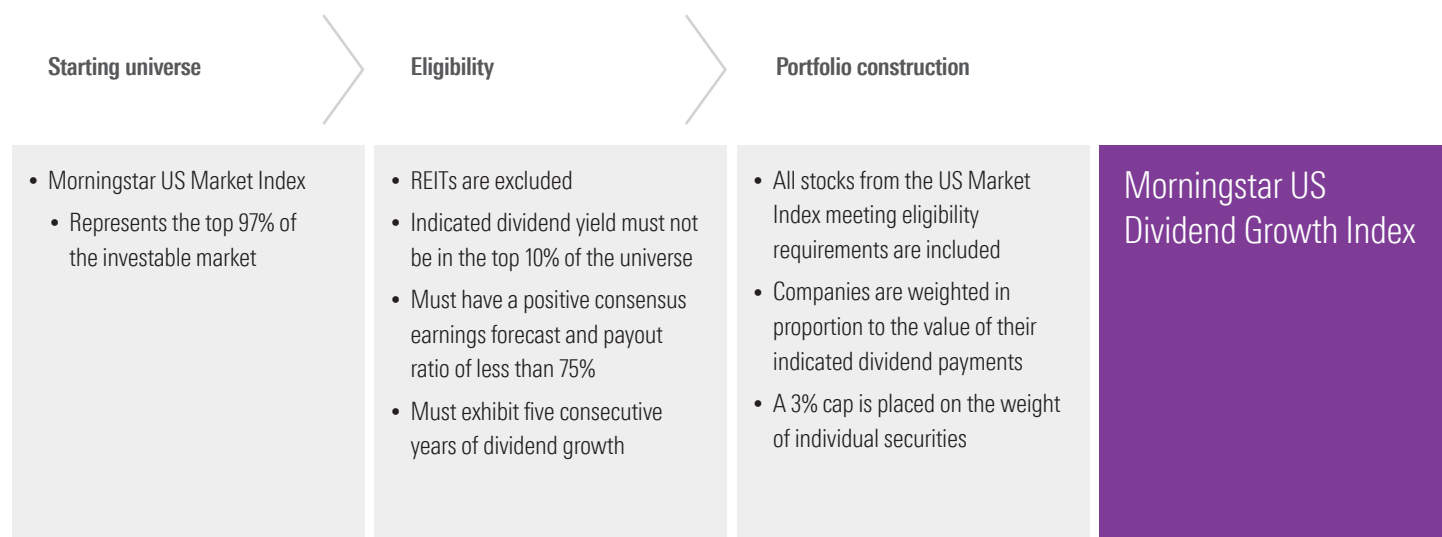 Starting universe
Eligibility
Portfolio construction
• Morningstar US Market Index
• Represents the top 97% of
the investable market
• REITs are excluded
• Indicated dividend yield must not
be in the top 10% of the universe
• Must have a positive consensus
earnings forecast and payout
ratio of less than 75%
• Must exhibit five consecutive
years of dividend growth
• All stocks from the US Market
Index meeting eligibility
requirements are included
• Companies are weighted in
proportion to the value of their
indicated dividend payments
• A 3% cap is placed on the weight
of individual securities
Morningstar US
Dividend Growth Index